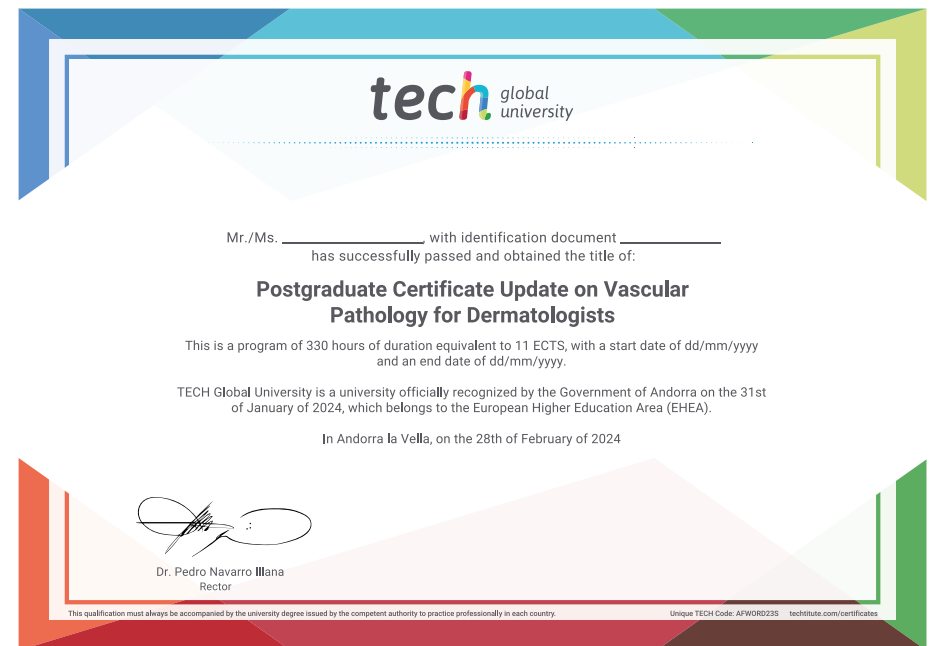 tech global university
Mr./Ms. ____________, with identification document ____________
has successfully passed and obtained the title of:
Postgraduate Certificate Update on Vascular
Pathology for Dermatologists
This is a program of 330 hours of duration equivalent to 11 ECTS, with a start date of dd/mm/yyyy
and an end date of dd/mm/yyyy.
TECH Global University is a university officially recognized by the Government of Andorra on the 31st
of January of 2024, which belongs to the European Higher Education Area (EHEA).
In Andorra la Vella, on the 28th of February of 2024
Dr. Pedro Navarro Illana
Rector
This qualification must always be accompanied by the university degree issued by the competent authority to practice professionally in each country.
Unique TECH Code: AFWORD23S techtitute.com/certificates